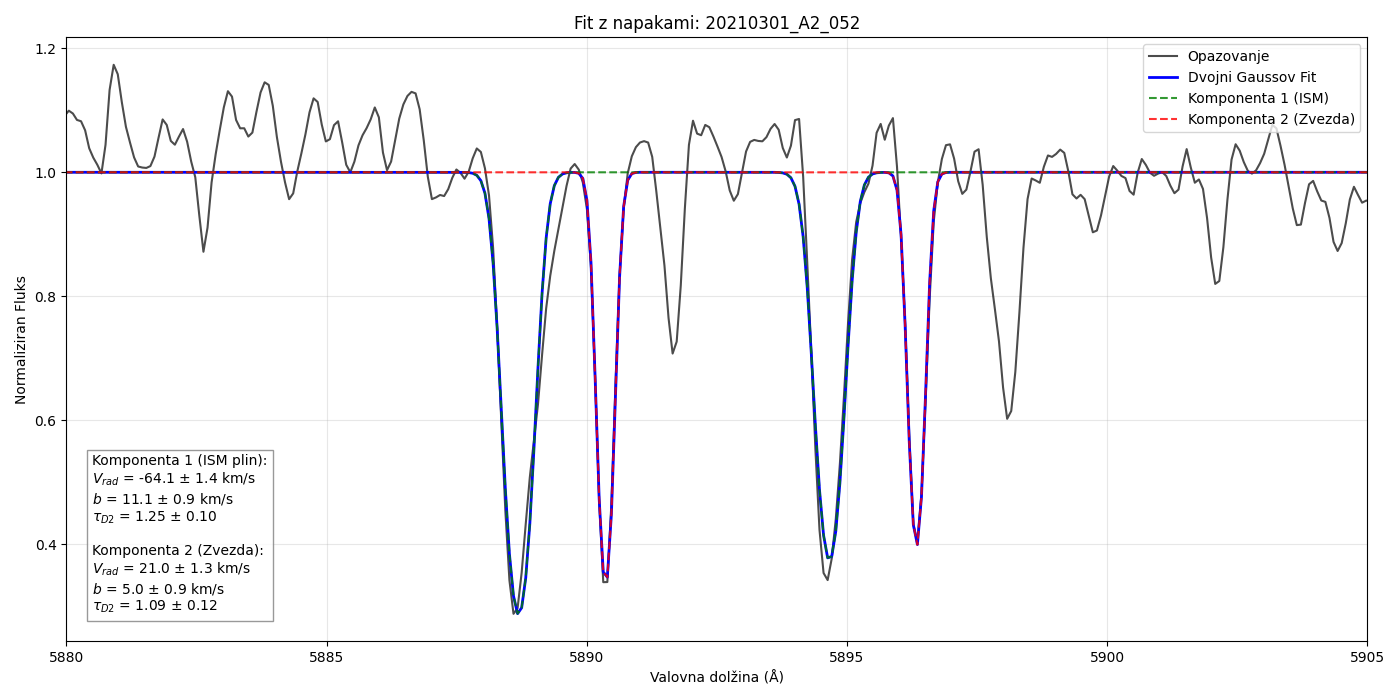 Fit z napakami: 20210301_A2_052
Normaliziran Fluks
1.2
1.0
0.8
0.6
0.4
Opazovanje
Dvojni Gaussov Fit
Komponenta 1 (ISM)
Komponenta 2 (Zvezda)
Komponenta 1 (ISM plin):
V_rad = -64.1 ± 1.4 km/s
b = 11.1 ± 0.9 km/s
τ_D2 = 1.25 ± 0.10
Komponenta 2 (Zvezda):
V_rad = 21.0 ± 1.3 km/s
b = 5.0 ± 0.9 km/s
τ_D2 = 1.09 ± 0.12
5880 5885 5890 5895 5900 5905
Valovna dolžina (Å)